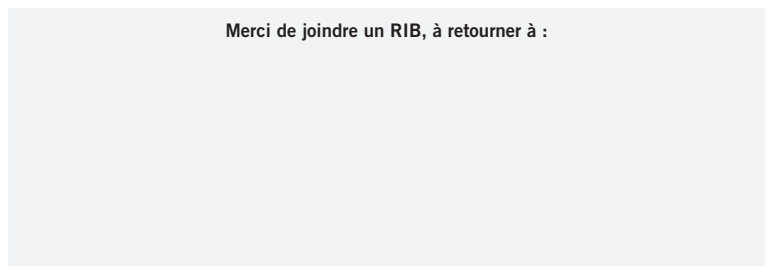 Merci de joindre un RIB, à retourner à :